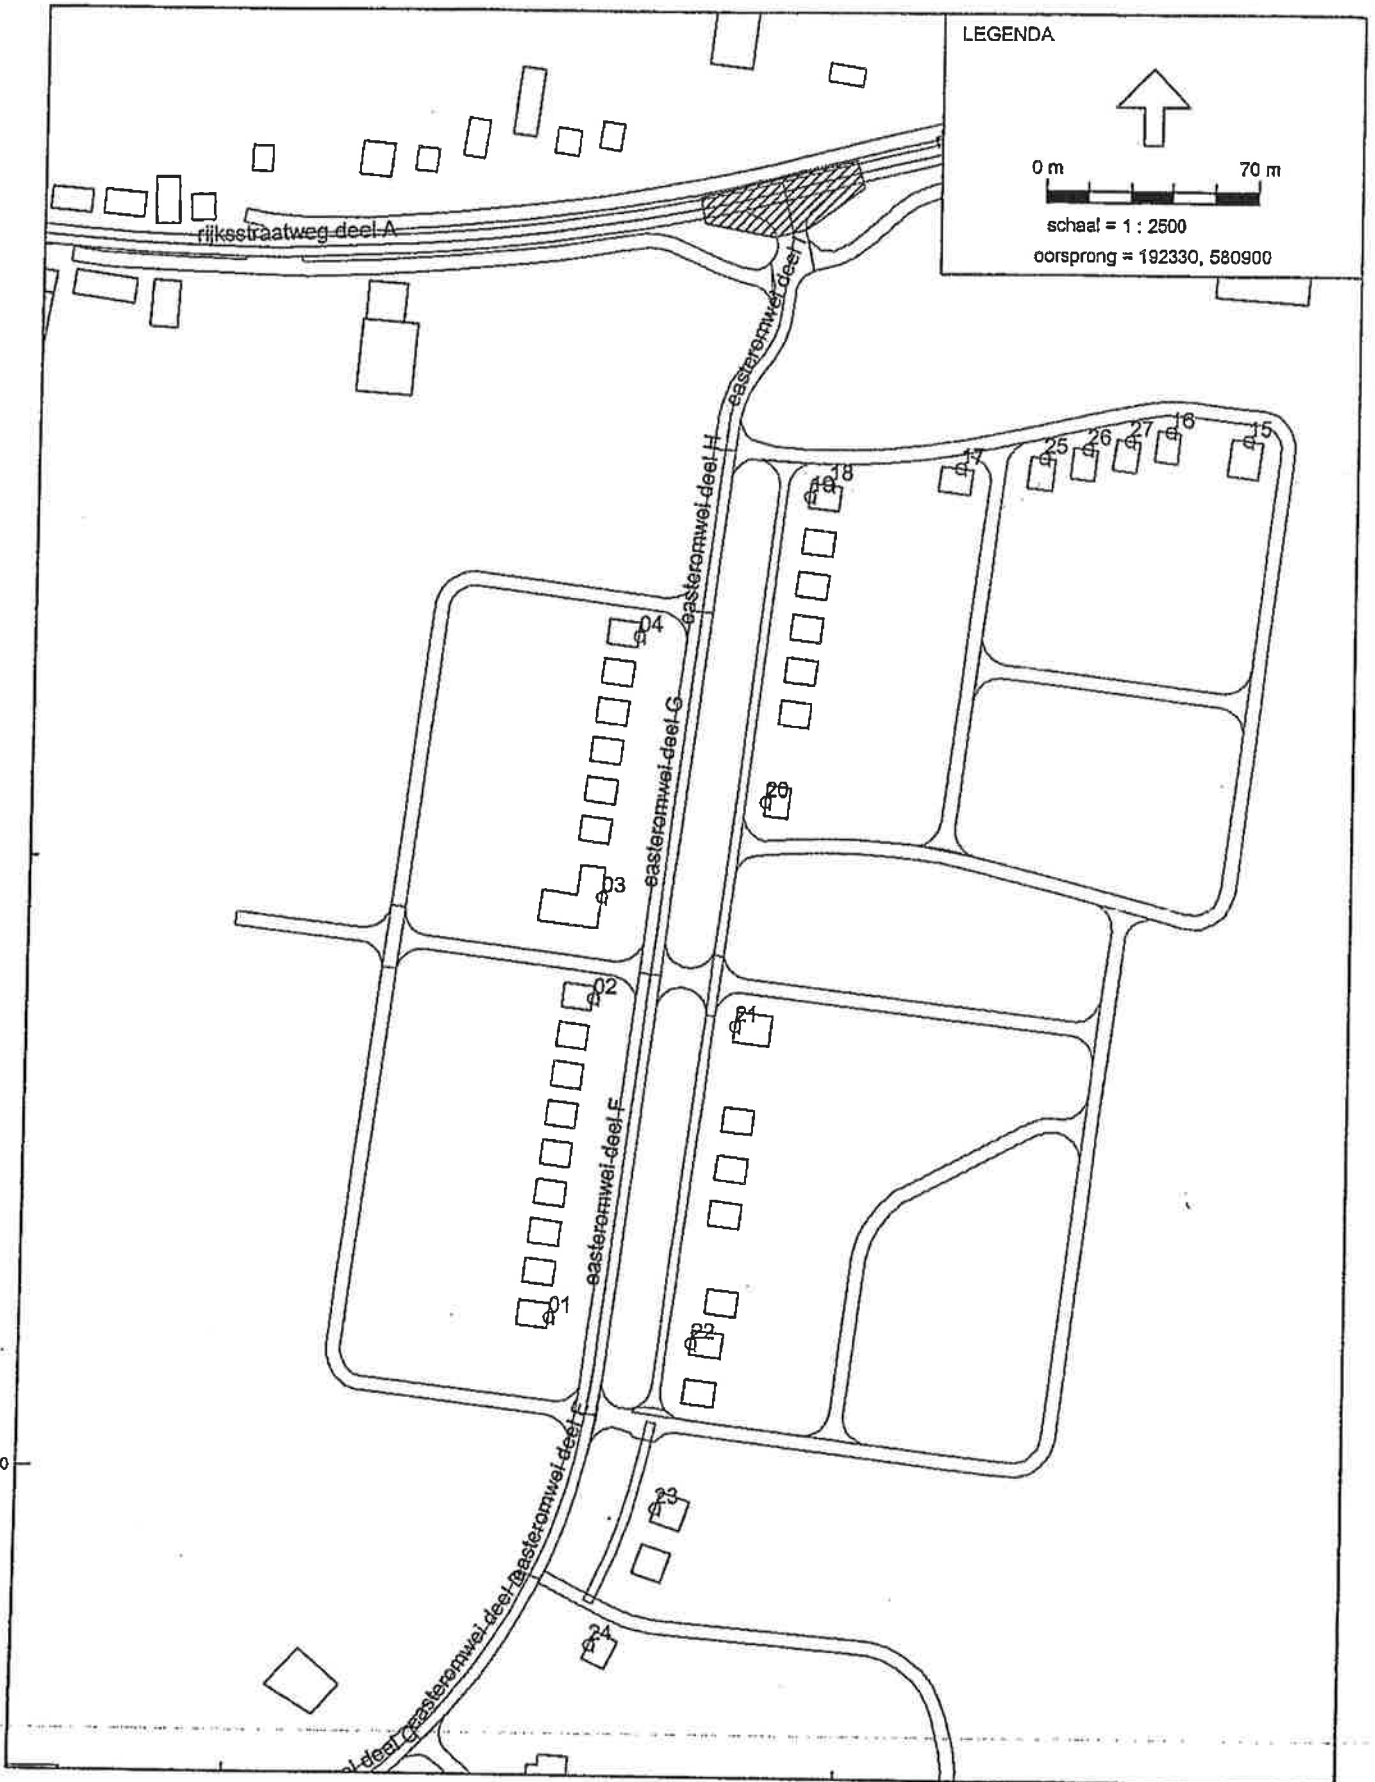 LEGENDA
0 m 70 m
schaal = 1 : 2500
oorsprong = 192330, 580900
rijksstraatweg deel A
easteromwei deel I
16
15
27
26
25
17
18
19
easteromwei deel H
04
easteromwei deel G
20
03
02
21
easteromwei deel F
01
22
easteromwei deel E
0
23
easteromwei deel D
24
el deel C